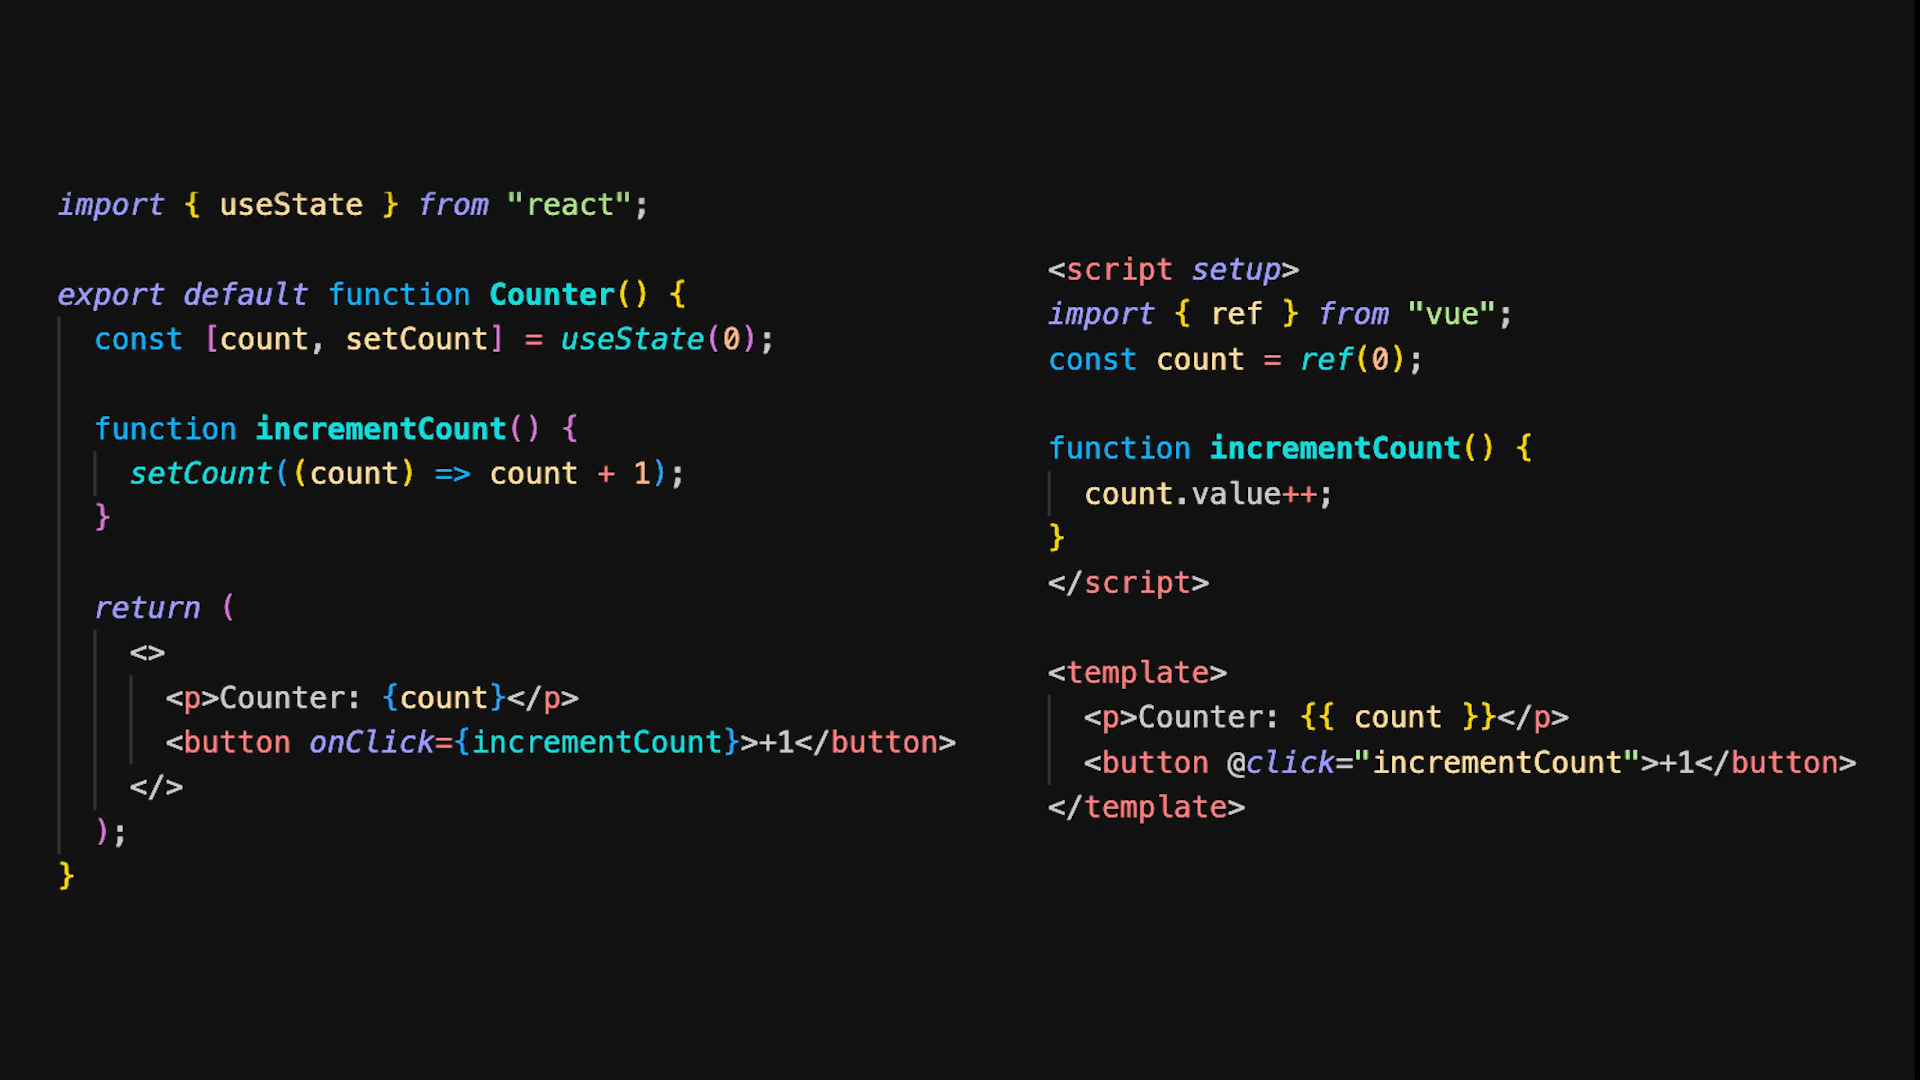 import { useState } from "react";
export default function Counter() {
const [count, setCount] = useState(0);
function incrementCount() {
setCount((count) => count + 1);
}
return (
<>
<p>Counter: {count}</p>
<button onClick={incrementCount}>+1</button>
</>
);
}
<script setup>
import { ref } from "vue";
const count = ref(0);
function incrementCount() {
count.value++;
}
</script>
<template>
<p>Counter: {{ count }}</p>
<button @click="incrementCount">+1</button>
</template>